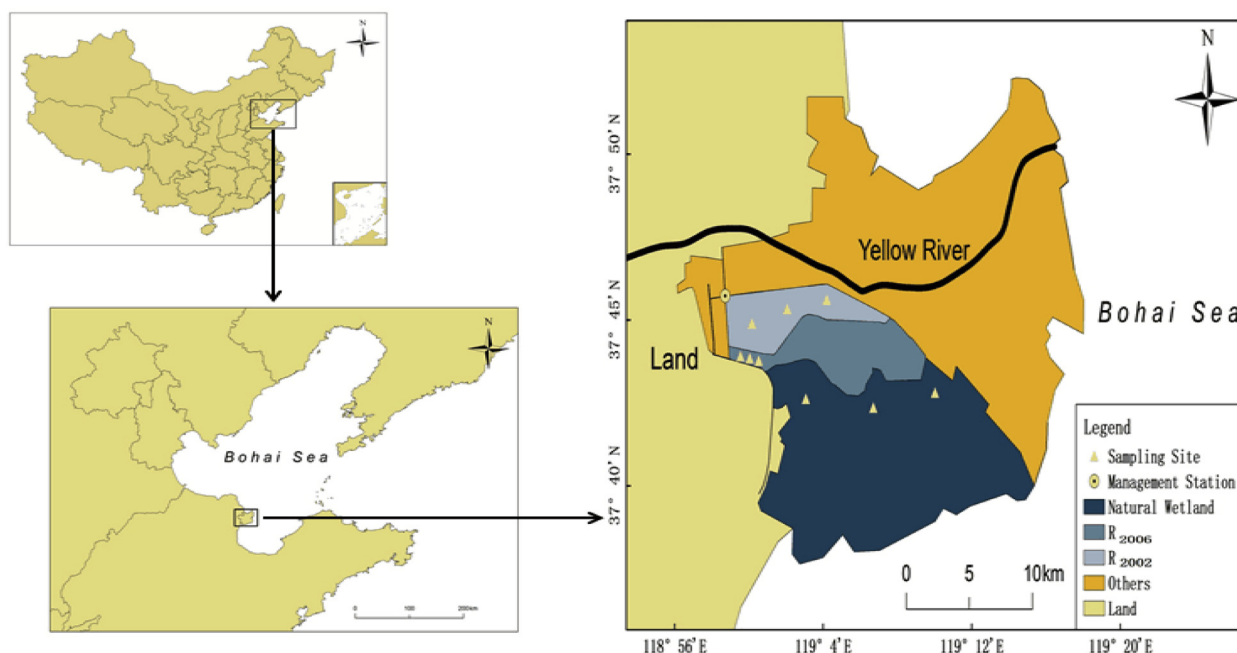 N
N
Bohai Sea
0
100
200km
N
37° 50′ N
37° 45′ N
37° 40′ N
Yellow River
Bohai Sea
Land
Legend
Sampling Site
Management Station
Natural Wetland
R 2006
R 2002
Others
Land
0 5 10km
118°56′E 119° 4′E 119° 12′E 119° 20′E